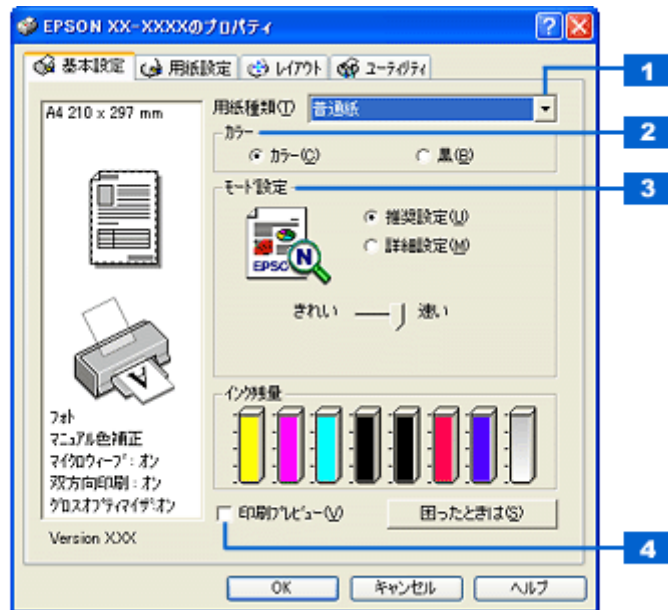 EPSON XX-XXXXのプロパティ
基本設定 用紙設定 レイアウト ユーティリティ
1
A4 210 x 297 mm
用紙種類(T) 普通紙
カラー
2
カラー(C) 黒(B)
モード設定
3
推奨設定(U)
詳細設定(M)
EPSON
N
きれい 速い
A
インク残量
フォト
マニュアル色補正
マイクロウィーブ：オン
双方向印刷：オン
グロスオプティマイザ：オン
印刷プレビュー(V) 困ったときは(S)
Version XXX
4
OK キャンセル ヘルプ